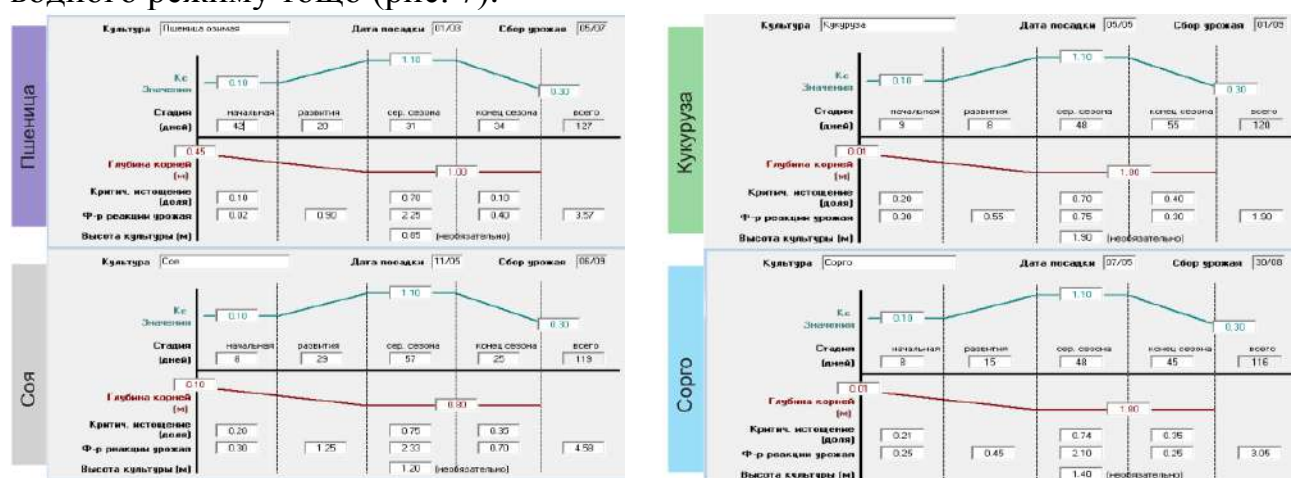 водного режиму тощо (рис. 7).
Пшеница
Культура Пшеница озимая Дата посадки 01/03 Сбор урожая 05/07
Kc Значения 0.10 1.10 0.30
Стадия начальная развития сер. сезона конец сезона всего
(дней) 42 20 31 34 127
0.45
Глубина корней (м) 1.00
Критич. истощение (доля) 0.10 0.70 0.10
Ф-р реакции урожая 0.02 0.90 2.25 0.40 3.57
Высота культуры (м) 0.85 (необязательно)
Кукуруза
Культура Кукуруза Дата посадки 05/05 Сбор урожая 01/09
Kc Значения 0.10 1.10 0.30
Стадия начальная развития сер. сезона конец сезона всего
(дней) 9 8 48 55 120
0.01
Глубина корней (м) 1.80
Критич. истощение (доля) 0.20 0.70 0.40
Ф-р реакции урожая 0.30 0.55 0.75 0.30 1.90
Высота культуры (м) 1.90 (необязательно)
Соя
Культура Соя Дата посадки 11/05 Сбор урожая 06/09
Kc Значения 0.10 1.10 0.30
Стадия начальная развития сер. сезона конец сезона всего
(дней) 8 29 57 25 119
0.10
Глубина корней (м) 0.80
Критич. истощение (доля) 0.20 0.75 0.35
Ф-р реакции урожая 0.30 1.25 2.33 0.70 4.58
Высота культуры (м) 1.20 (необязательно)
Сорго
Культура Сорго Дата посадки 07/05 Сбор урожая 30/08
Kc Значения 0.10 1.10 0.30
Стадия начальная развития сер. сезона конец сезона всего
(дней) 8 15 48 45 116
0.01
Глубина корней (м) 1.80
Критич. истощение (доля) 0.21 0.74 0.35
Ф-р реакции урожая 0.25 0.45 2.10 0.25 3.05
Высота культуры (м) 1.40 (необязательно)